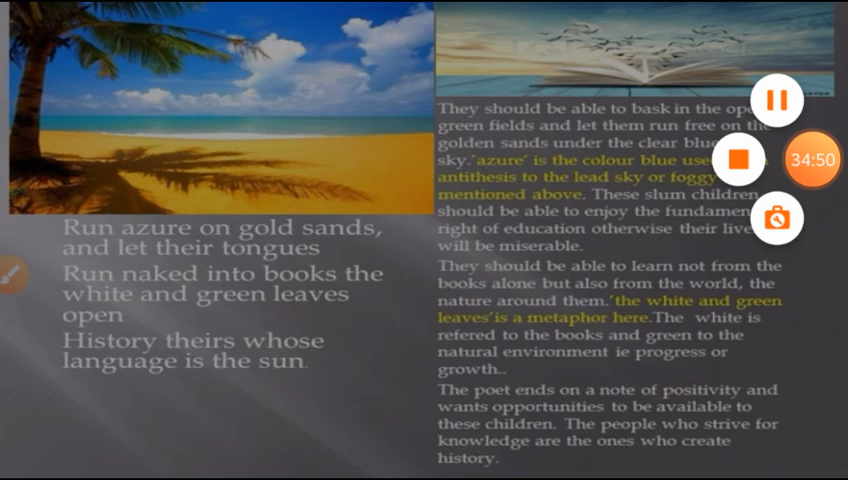 Run azure on gold sands,
and let their tongues
Run naked into books the
white and green leaves
open
History theirs whose
language is the sun.
They should be able to bask in the
green fields and let them run free on the
golden sands under the clear blue
sky.'azure' is the colour blue
antithesis to the lead sky or foggy
mentioned above. These slum children
should be able to enjoy the
right of education otherwise their
will be miserable.
They should be able to learn not from the
books alone but also from the world, the
nature around them.'the white and green
leaves'is a metaphor here.The white is
refered to the books and green to the
natural environment ie progress or
growth..
The poet ends on a note of positivity and
wants opportunities to be available to
these children. The people who strive for
knowledge are the ones who create
history.
34:50